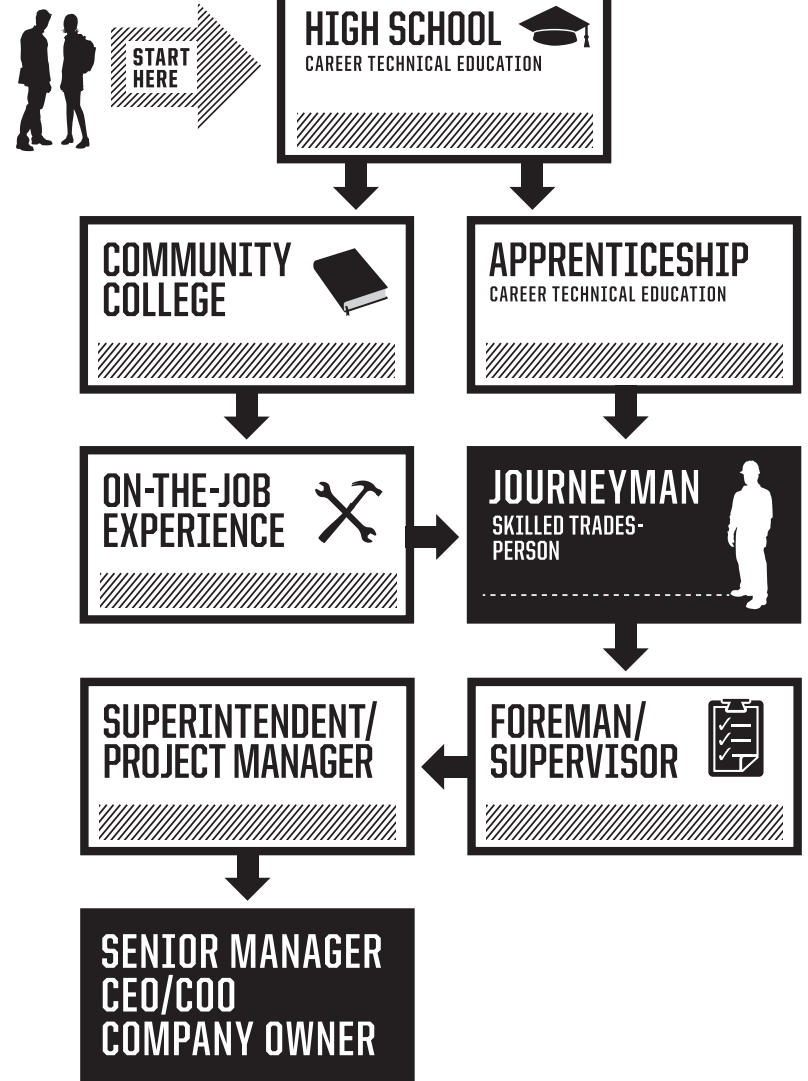 START
HERE
HIGH SCHOOL
CAREER TECHNICAL EDUCATION
COMMUNITY
COLLEGE
APPRENTICESHIP
CAREER TECHNICAL EDUCATION
ON-THE-JOB
EXPERIENCE
JOURNEYMAN
SKILLED TRADES-
PERSON
FOREMAN/
SUPERVISOR
SUPERINTENDENT/
PROJECT MANAGER
SENIOR MANAGER
CEO/COO
COMPANY OWNER